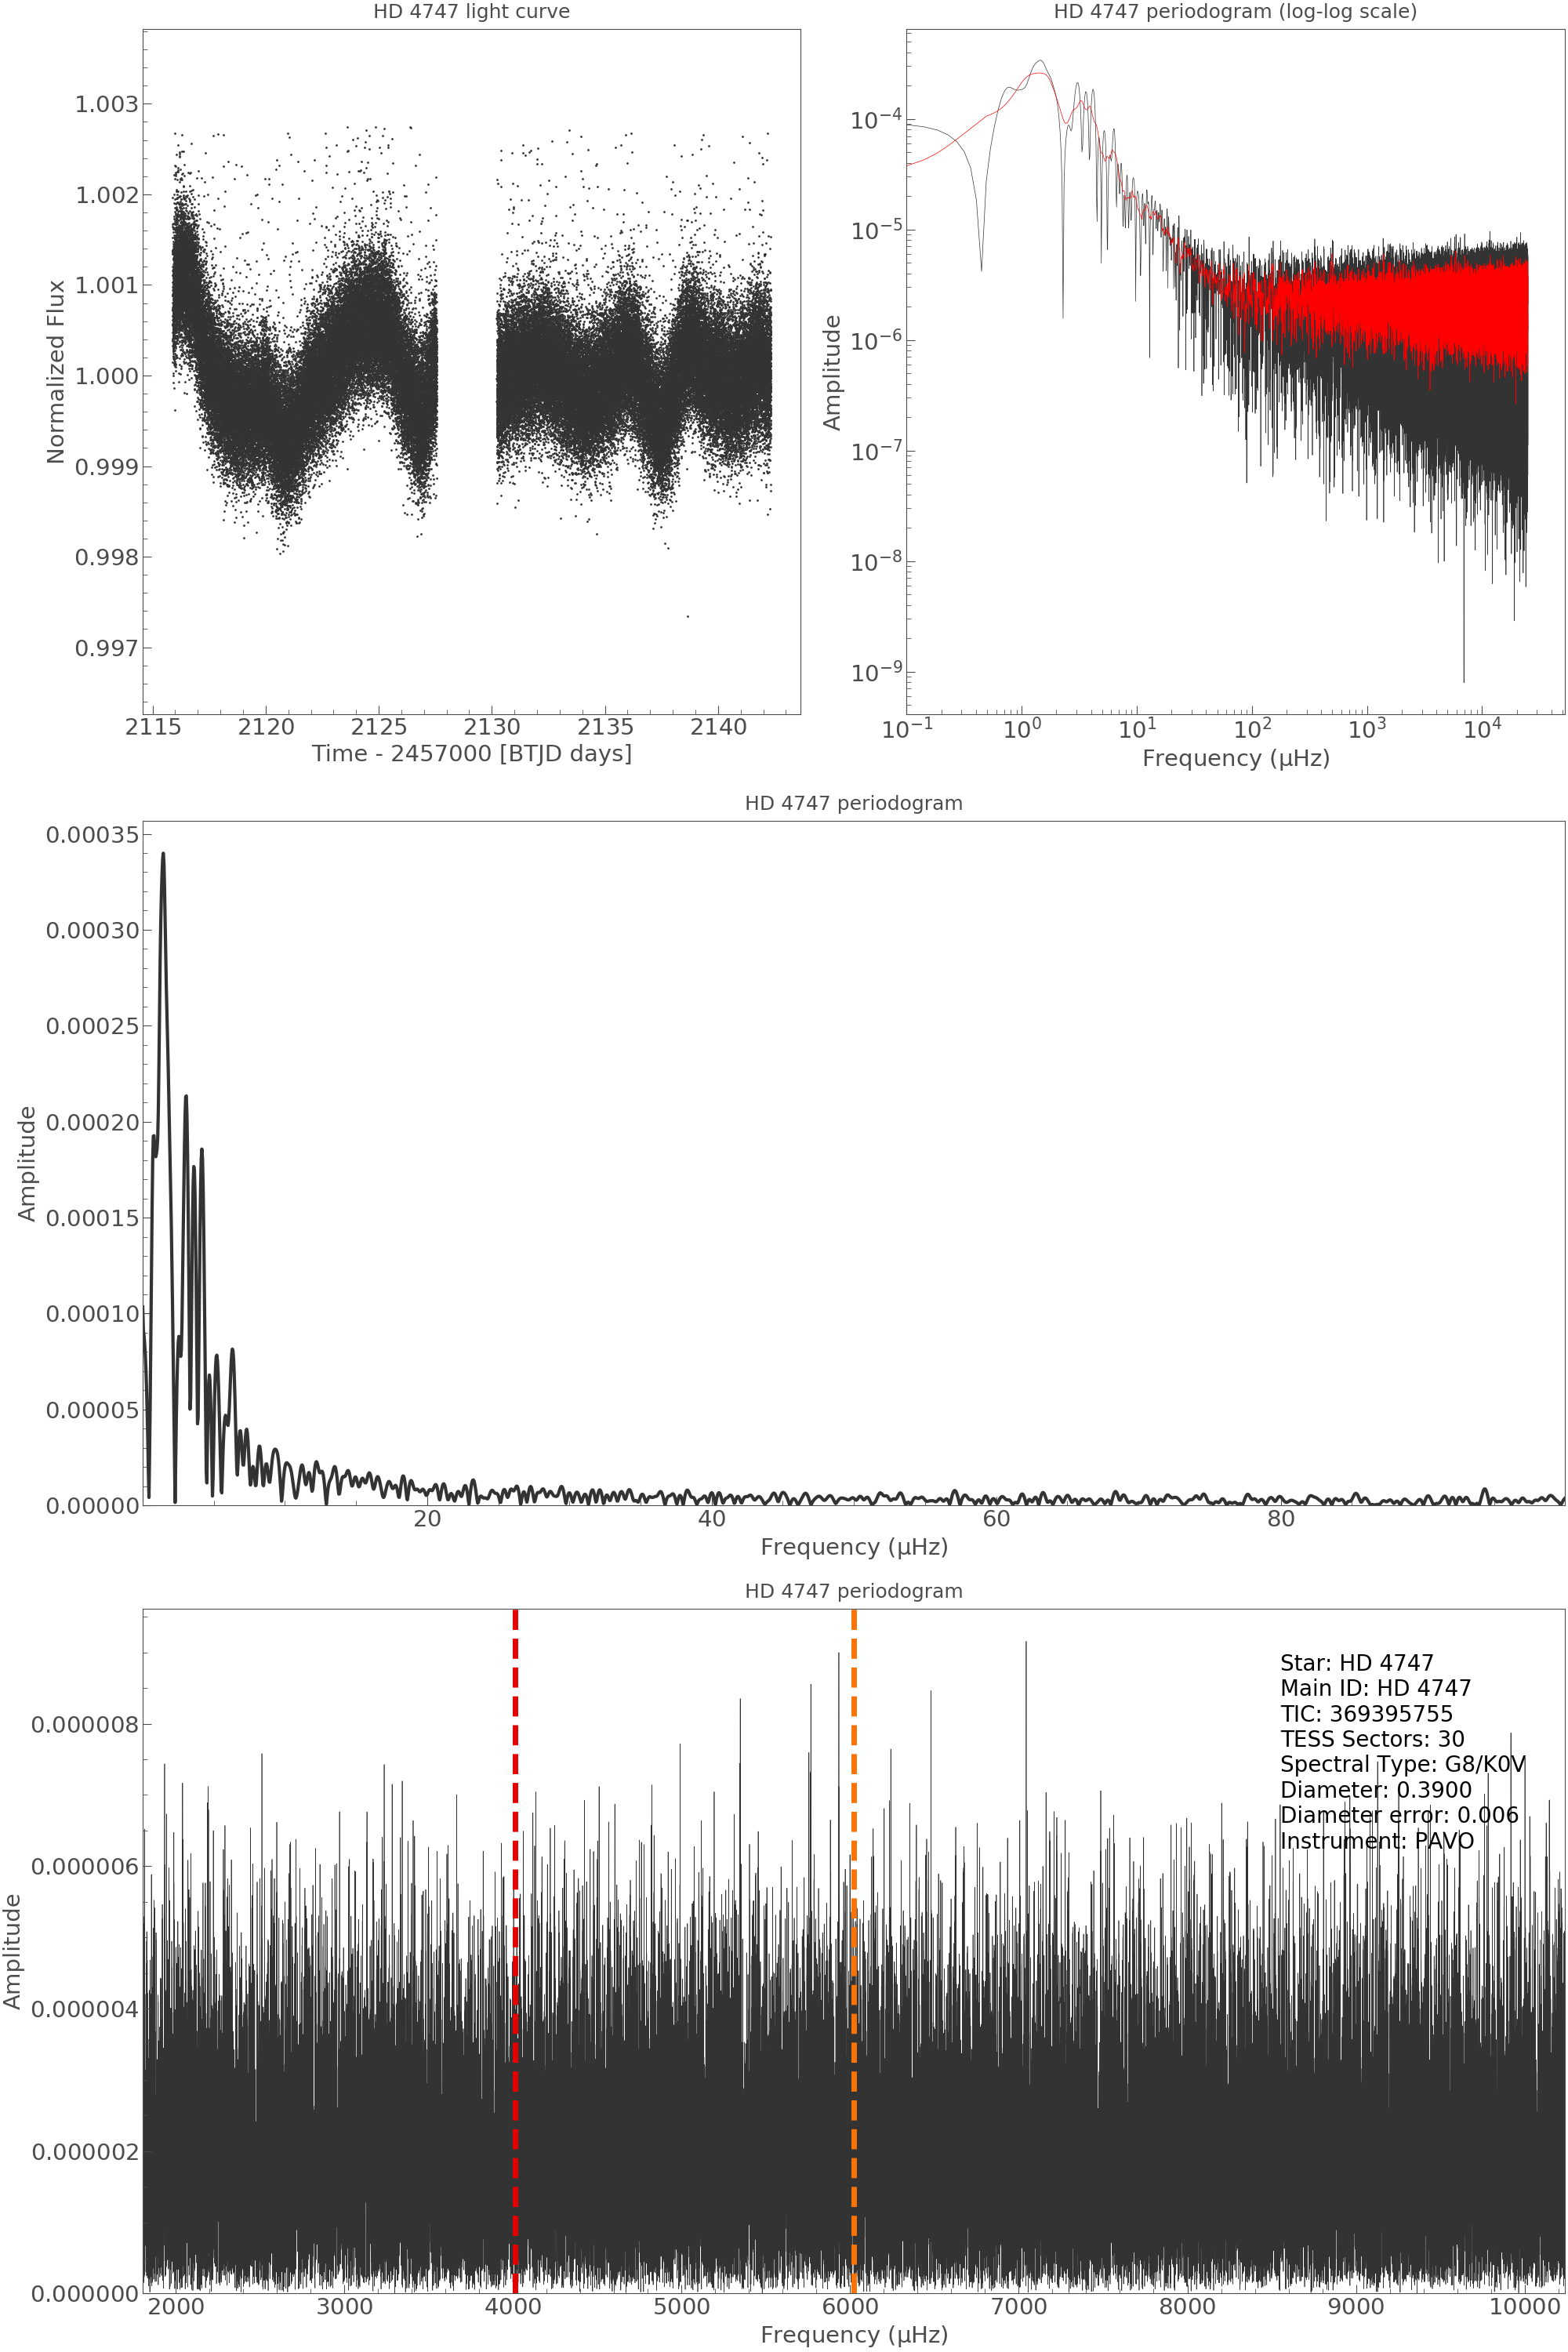 HD 4747 light curve
1.003
1.002
1.001
1.000
0.999
0.998
0.997
Normalized Flux
2115 2120 2125 2130 2135 2140
Time - 2457000 [BTJD days]
HD 4747 periodogram (log-log scale)
10⁻⁴
10⁻⁵
10⁻⁶
10⁻⁷
10⁻⁸
10⁻⁹
Amplitude
10⁻¹ 10⁰ 10¹ 10² 10³ 10⁴
Frequency (μHz)
HD 4747 periodogram
0.00035
0.00030
0.00025
0.00020
0.00015
0.00010
0.00005
0.00000
Amplitude
20 40 60 80
Frequency (μHz)
HD 4747 periodogram
Star: HD 4747
Main ID: HD 4747
TIC: 369395755
TESS Sectors: 30
Spectral Type: G8/K0V
Diameter: 0.3900
Diameter error: 0.006
Instrument: PAVO
0.000008
0.000006
0.000004
0.000002
0.000000
Amplitude
2000 3000 4000 5000 6000 7000 8000 9000 10000
Frequency (μHz)